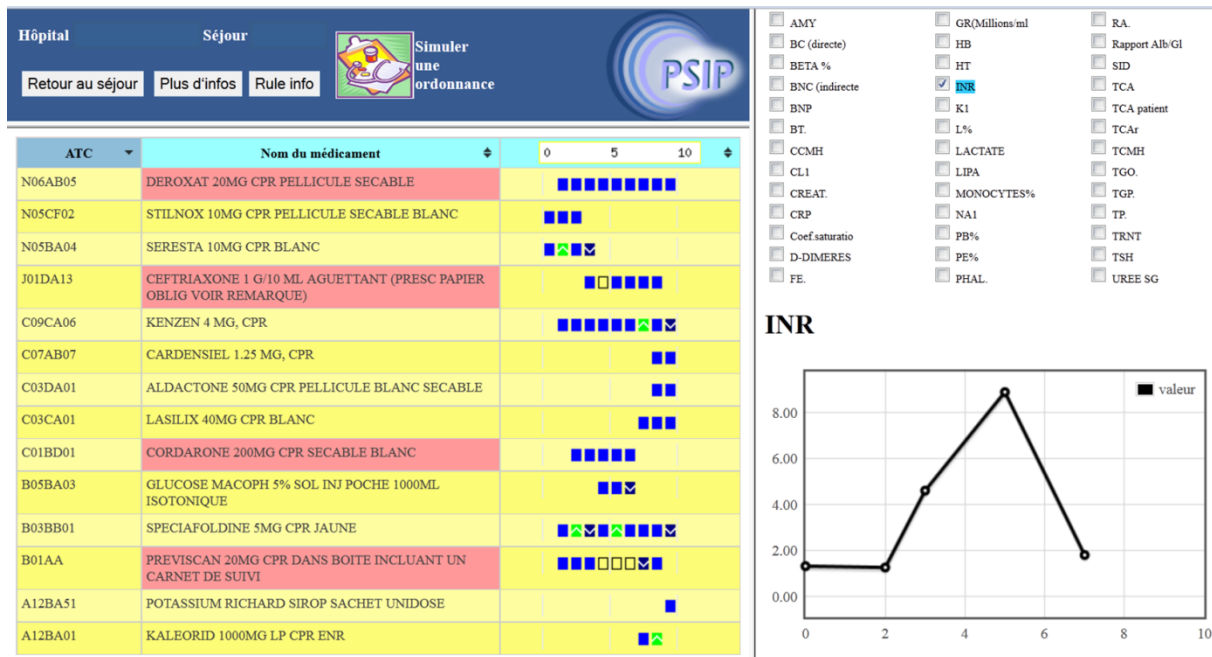 Hôpital
Séjour
Simuler
une
ordonnance
PSIP
Retour au séjour
Plus d'infos
Rule info
ATC
Nom du médicament
0 5 10
N06AB05 DEROXAT 20MG CPR PELLICULE SECABLE
N05CF02 STILNOX 10MG CPR PELLICULE SECABLE BLANC
N05BA04 SERESTA 10MG CPR BLANC
J01DA13 CEFTRIAXONE 1 G/10 ML AGUETTANT (PRESC PAPIER
OBLIG VOIR REMARQUE)
C09CA06 KENZEN 4 MG, CPR
C07AB07 CARDENSIEL 1.25 MG, CPR
C03DA01 ALDACTONE 50MG CPR PELLICULE BLANC SECABLE
C03CA01 LASILIX 40MG CPR BLANC
C01BD01 CORDARONE 200MG CPR SECABLE BLANC
B05BA03 GLUCOSE MACOPH 5% SOL INJ POCHE 1000ML
ISOTONIQUE
B03BB01 SPECIAFOLDINE 5MG CPR JAUNE
B01AA PREVISCAN 20MG CPR DANS BOITE INCLUANT UN
CARNET DE SUIVI
A12BA51 POTASSIUM RICHARD SIROP SACHET UNIDOSE
A12BA01 KALEORID 1000MG LP CPR ENR
AMY GR(Millions/ml RA.
BC (directe) HB Rapport Alb/Gl
BETA % HT SID
BNC (indirecte INR TCA
BNP K1 TCA patient
BT. L% TCAr
CCMH LACTATE TCMH
CL1 LIPA TGO.
CREAT. MONOCYTES% TGP.
CRP NA1 TP.
Coef.saturatio PB% TRNT
D-DIMERES PE% TSH
FE. PHAL. UREE SG
INR
valeur
8.00
6.00
4.00
2.00
0.00
0 2 4 6 8 10